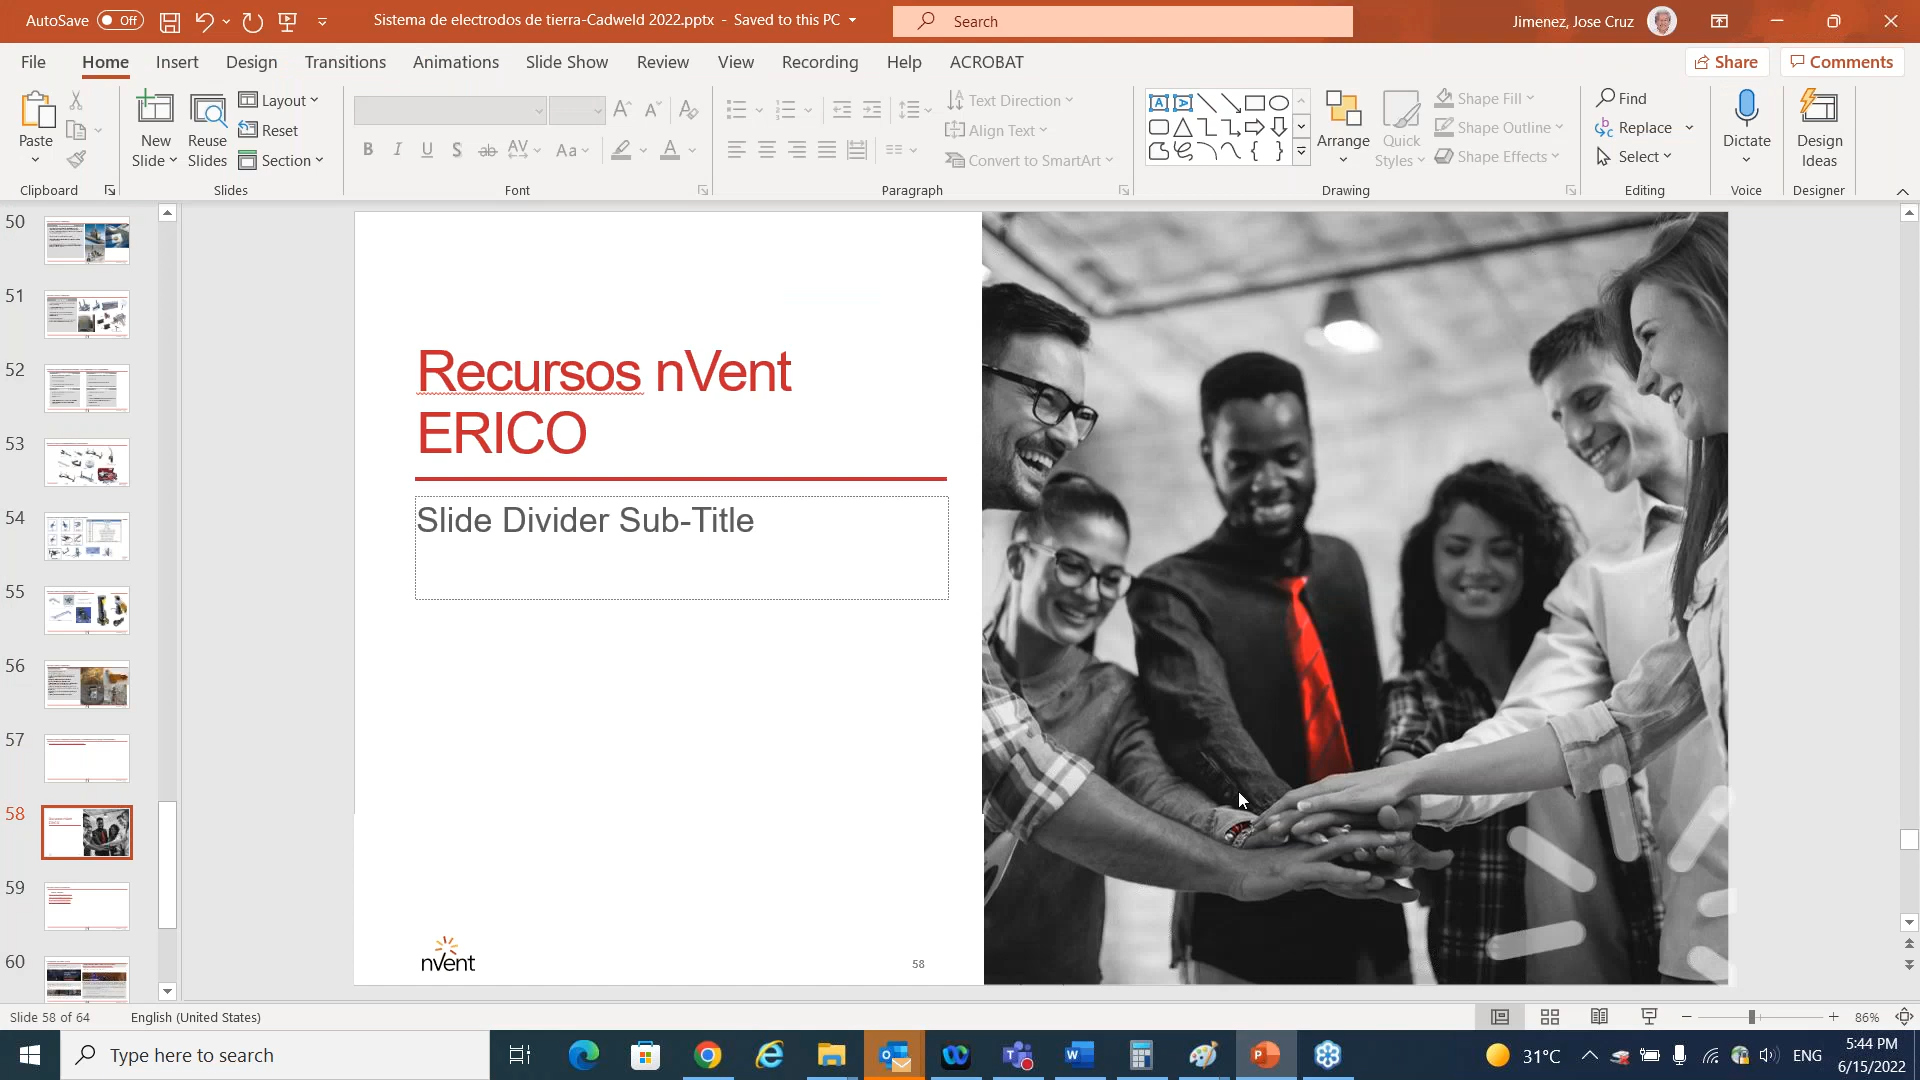 AutoSave Off
Sistema de electrodos de tierra-Cadweld 2022.pptx - Saved to this PC
Search
Jimenez, Jose Cruz
File Home Insert Design Transitions Animations Slide Show Review View Recording Help ACROBAT
Share Comments
Paste
New Slide
Reuse Slides
Layout
Reset
Section
Text Direction
Align Text
Convert to SmartArt
Arrange
Quick Styles
Shape Fill
Shape Outline
Shape Effects
Find
Replace
Select
Dictate
Design Ideas
Clipboard Slides Font Paragraph Drawing Editing Voice Designer
50
51
52
53
54
55
56
57
58
59
60
Recursos nVent
ERICO
Slide Divider Sub-Title
nVent
58
Slide 58 of 64 English (United States)
86%
Type here to search
31°C
ENG
5:44 PM
6/15/2022